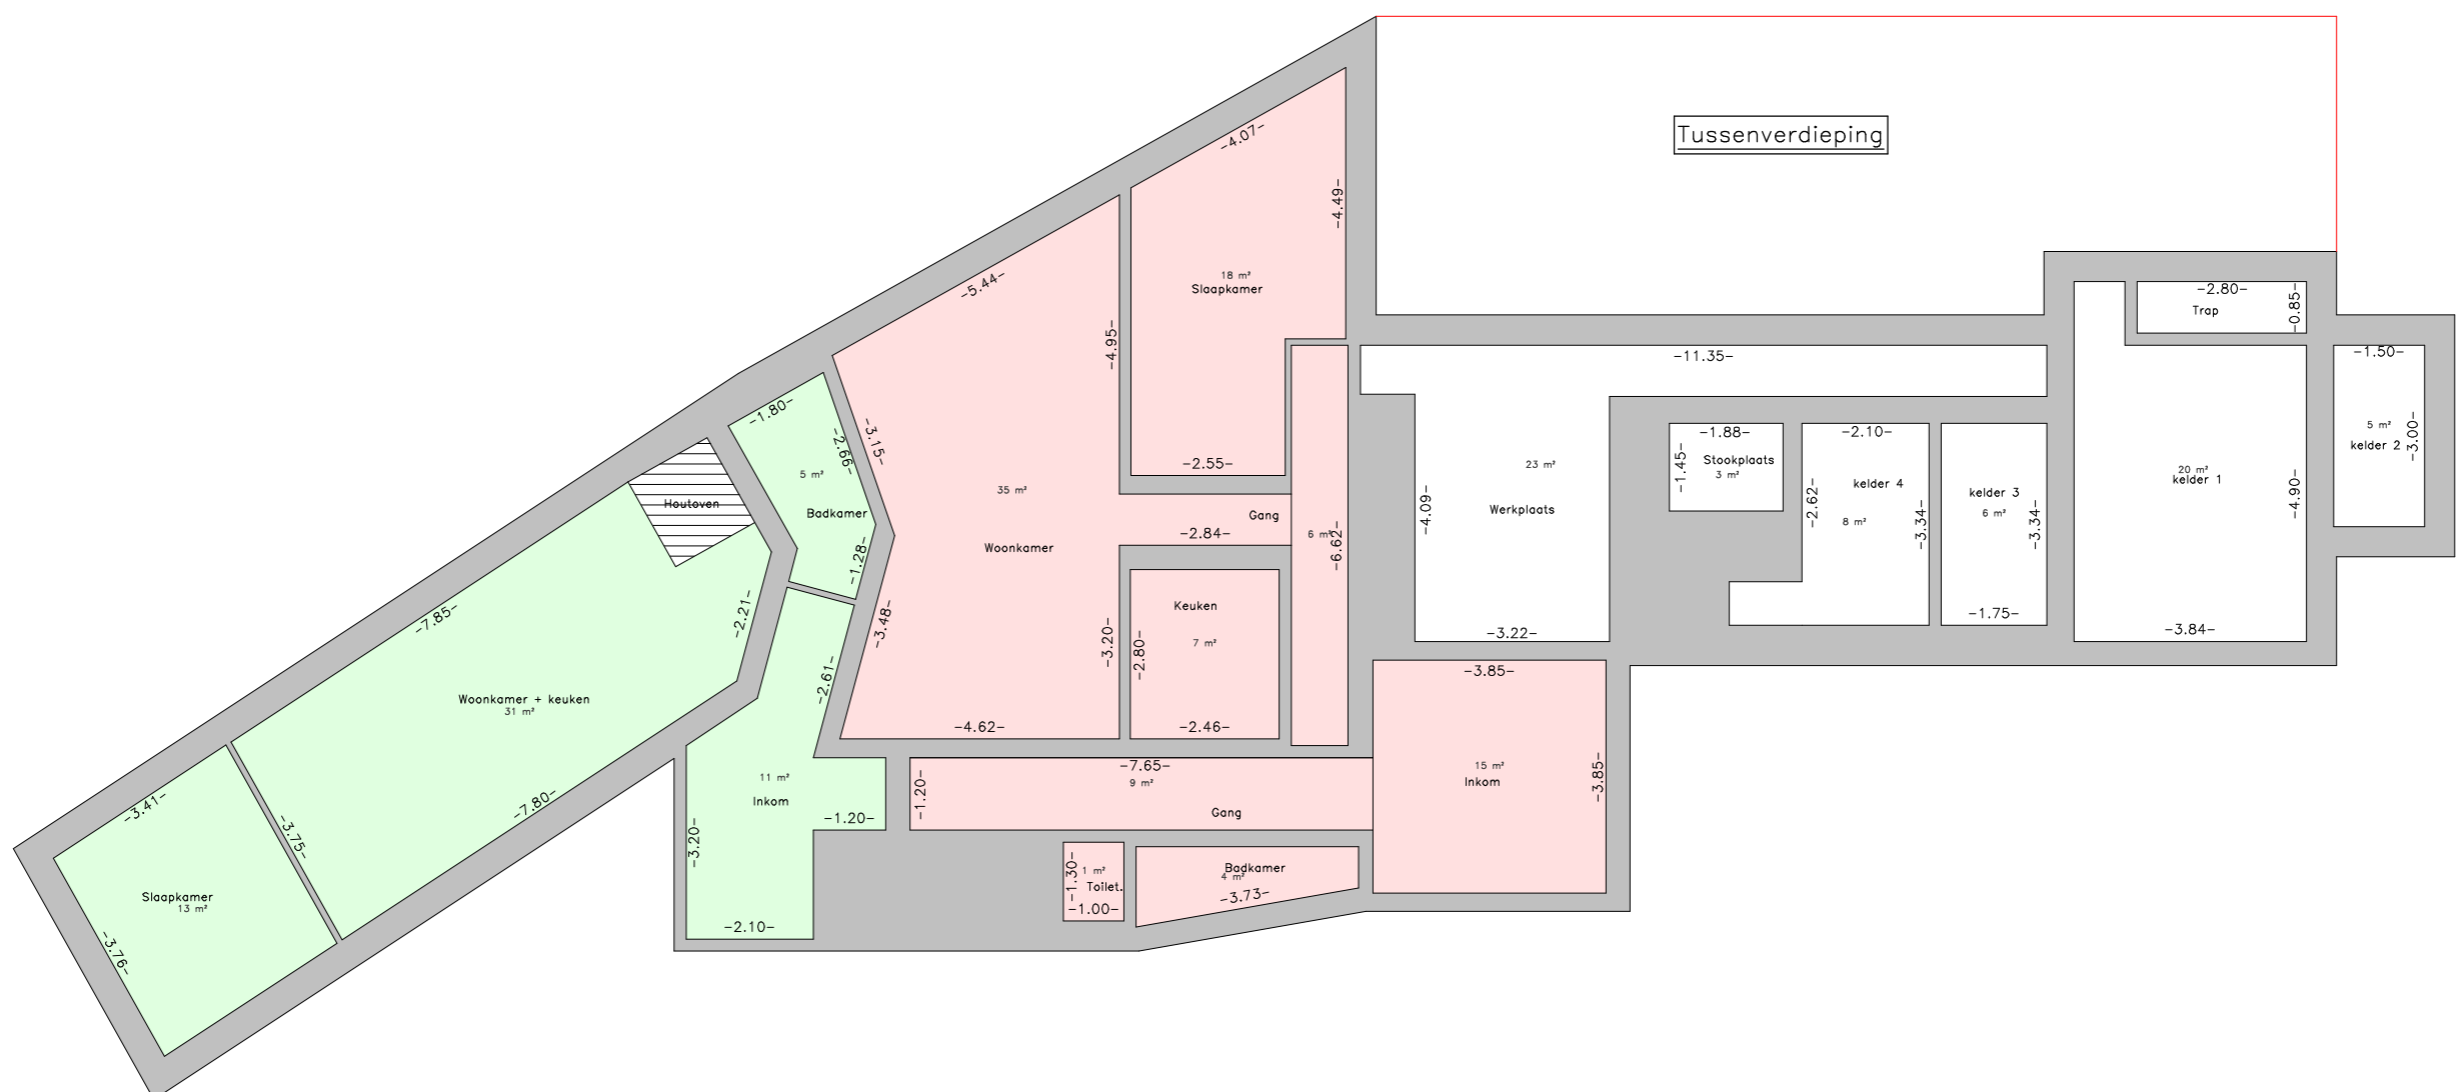 Tussenverdieping
-4.07-
-4.49-
18 m²
Slaapkamer
-2.55-
-5.44-
-4.95-
-3.15-
35 m²
Woonkamer
-3.48-
-4.62-
-3.20-
Gang
-2.84-
6 m²
-6.62-
Keuken
7 m²
-2.80-
-2.46-
-1.80-
-2.66-
5 m²
Badkamer
-1.28-
Houtoven
-7.85-
-2.21-
Woonkamer + keuken
31 m²
-7.80-
-3.75-
-3.41-
Slaapkamer
13 m²
-3.76-
-2.61-
11 m²
Inkom
-1.20-
-3.20-
-2.10-
-7.65-
9 m²
-1.20-
Gang
-1.30-
1 m²
Toilet.
-1.00-
Badkamer
4 m²
-3.73-
-3.85-
15 m²
Inkom
-3.85-
-11.35-
23 m²
Werkplaats
-4.09-
-3.22-
-1.88-
-1.45-
Stookplaats
3 m²
-2.10-
kelder 4
-2.62-
8 m²
-3.34-
kelder 3
6 m²
-3.34-
-1.75-
-2.80-
-0.85-
Trap
20 m²
kelder 1
-4.90-
-3.84-
-1.50-
5 m²
kelder 2
-3.00-